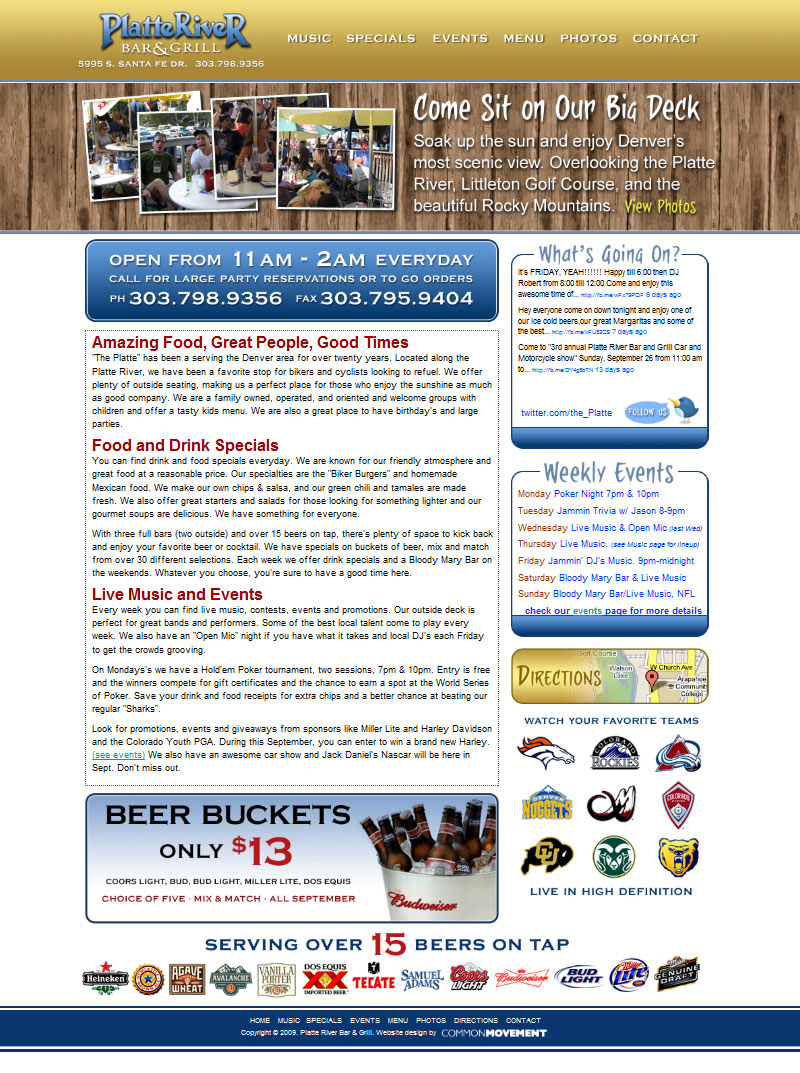 Platte River
BAR & GRILL
5995 S. SANTA FE DR. 303.798.9356
MUSIC SPECIALS EVENTS MENU PHOTOS CONTACT
Come Sit on Our Big Deck
Soak up the sun and enjoy Denver's
most scenic view. Overlooking the Platte
River, Littleton Golf Course, and the
beautiful Rocky Mountains. View Photos
OPEN FROM 11AM - 2AM EVERYDAY
CALL FOR LARGE PARTY RESERVATIONS OR TO GO ORDERS
PH 303.798.9356 FAX 303.795.9404
Amazing Food, Great People, Good Times
"The Platte" has been a serving the Denver area for over twenty years. Located along the
Platte River, we have been a favorite stop for bikers and cyclists looking to refuel. We offer
plenty of outside seating, making us a perfect place for those who enjoy the sunshine as much
as good company. We are a family owned, operated, and oriented and welcome groups with
children and offer a tasty kids menu. We are also a great place to have birthday's and large
parties.
Food and Drink Specials
You can find drink and food specials everyday. We are known for our friendly atmosphere and
great food at a reasonable price. Our specialties are the "Biker Burgers" and homemade
Mexican food. We make our own chips & salsa, and our green chili and tamales are made
fresh. We also offer great starters and salads for those looking for something lighter and our
gourmet soups are delicious. We have something for everyone.
With three full bars (two outside) and over 15 beers on tap, there's plenty of space to kick back
and enjoy your favorite beer or cocktail. We have specials on buckets of beer, mix and match
from over 30 different selections. Each week we offer drink specials and a Bloody Mary Bar on
the weekends. Whatever you choose, you're sure to have a good time here.
Live Music and Events
Every week you can find live music, contests, events and promotions. Our outside deck is
perfect for great bands and performers. Some of the best local talent come to play every
week. We also have an "Open Mic" night if you have what it takes and local DJ's each Friday
to get the crowds grooving.
On Mondays's we have a Hold'em Poker tournament, two sessions, 7pm & 10pm. Entry is free
and the winners compete for gift certificates and the chance to earn a spot at the World Series
of Poker. Save your drink and food receipts for extra chips and a better chance at beating our
regular "Sharks".
Look for promotions, events and giveaways from sponsors like Miller Lite and Harley Davidson
and the Colorado Youth PGA. During this September, you can enter to win a brand new Harley.
(see events) We also have an awesome car show and Jack Daniel's Nascar will be here in
Sept. Don't miss out.
BEER BUCKETS
ONLY $13
COORS LIGHT, BUD, BUD LIGHT, MILLER LITE, DOS EQUIS
CHOICE OF FIVE · MIX & MATCH · ALL SEPTEMBER
Budweiser
What's Going On?
It's FRIDAY, YEAH!!!!!! Happy till 6:00 then DJ
Robert from 8:00 till 12:00.Come and enjoy this
awesome time of... 6 days ago
Hey everyone come on down tonight and enjoy one of
our ice cold beers,our great Margaritas and some of
the best... 7 days ago
Come to "3rd annual Platte River Bar and Grill Car and
Motorcycle show" Sunday, September 26 from 11:00 am
to... 13 days ago
twitter.com/the_Platte FOLLOW US
Weekly Events
Monday Poker Night 7pm & 10pm
Tuesday Jammin Trivia w/ Jason 8-9pm
Wednesday Live Music & Open Mic (last Wed)
Thursday Live Music. (see Music page for lineup)
Friday Jammin' DJ's Music. 9pm-midnight
Saturday Bloody Mary Bar & Live Music
Sunday Bloody Mary Bar/Live Music, NFL
check our events page for more details
DIRECTIONS
Golf Course
Watson
Lake
W Church Ave
Arapahoe
Community
College
WATCH YOUR FAVORITE TEAMS
COLORADO
ROCKIES
DENVER
NUGGETS
COLORADO
CU
LIVE IN HIGH DEFINITION
SERVING OVER 15 BEERS ON TAP
Heineken
AGAVE
WHEAT
AVALANCHE
VANILLA
PORTER
DOS EQUIS
XX
IMPORTED BEER
TECATE
SAMUEL
ADAMS
Coors
LIGHT
Budweiser
BUD LIGHT
Miller
Lite
GENUINE
DRAFT
HOME MUSIC SPECIALS EVENTS MENU PHOTOS DIRECTIONS CONTACT
Copyright © 2009. Platte River Bar & Grill. Website design by COMMONMOVEMENT